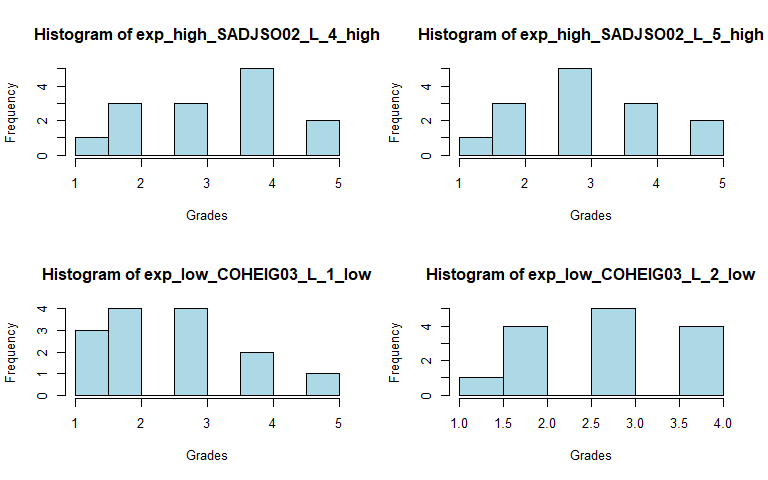 Histogram of exp_high_SADJSO02_L_4_high
Frequency
0 2 4
1 2 3 4 5
Grades
Histogram of exp_high_SADJSO02_L_5_high
Frequency
0 2 4
1 2 3 4 5
Grades
Histogram of exp_low_COHEIG03_L_1_low
Frequency
0 1 2 3 4
1 2 3 4 5
Grades
Histogram of exp_low_COHEIG03_L_2_low
Frequency
0 2 4
1.0 1.5 2.0 2.5 3.0 3.5 4.0
Grades